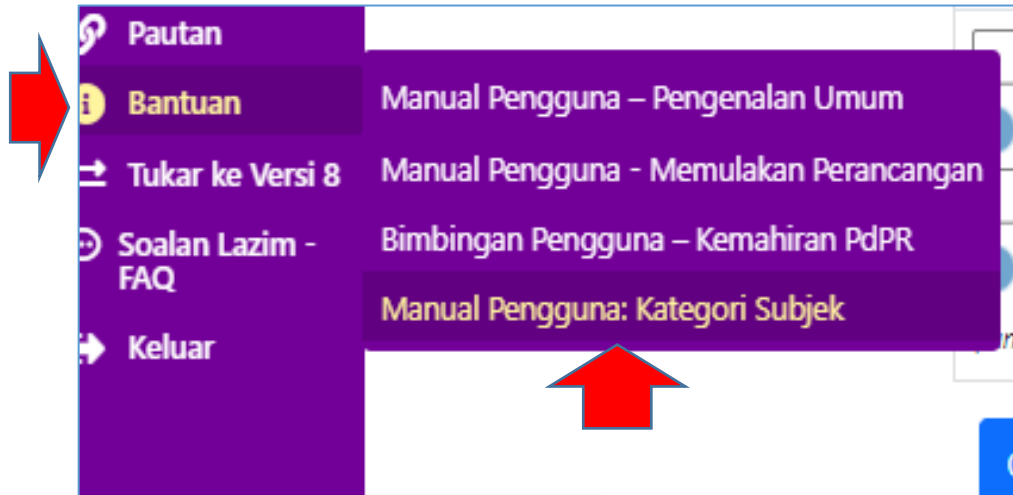 Pautan
Bantuan
Tukar ke Versi 8
Soalan Lazim -
FAQ
Keluar
Manual Pengguna – Pengenalan Umum
Manual Pengguna - Memulakan Perancangan
Bimbingan Pengguna – Kemahiran PdPR
Manual Pengguna: Kategori Subjek